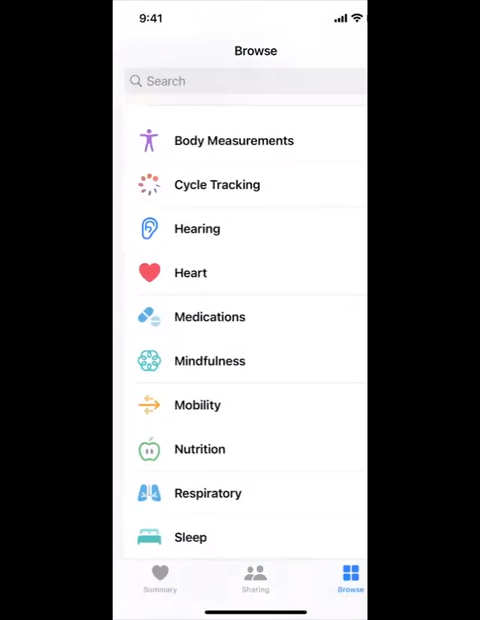 9:41
Browse
Search
Body Measurements
Cycle Tracking
Hearing
Heart
Medications
Mindfulness
Mobility
Nutrition
Respiratory
Sleep
Summary
Sharing
Browse